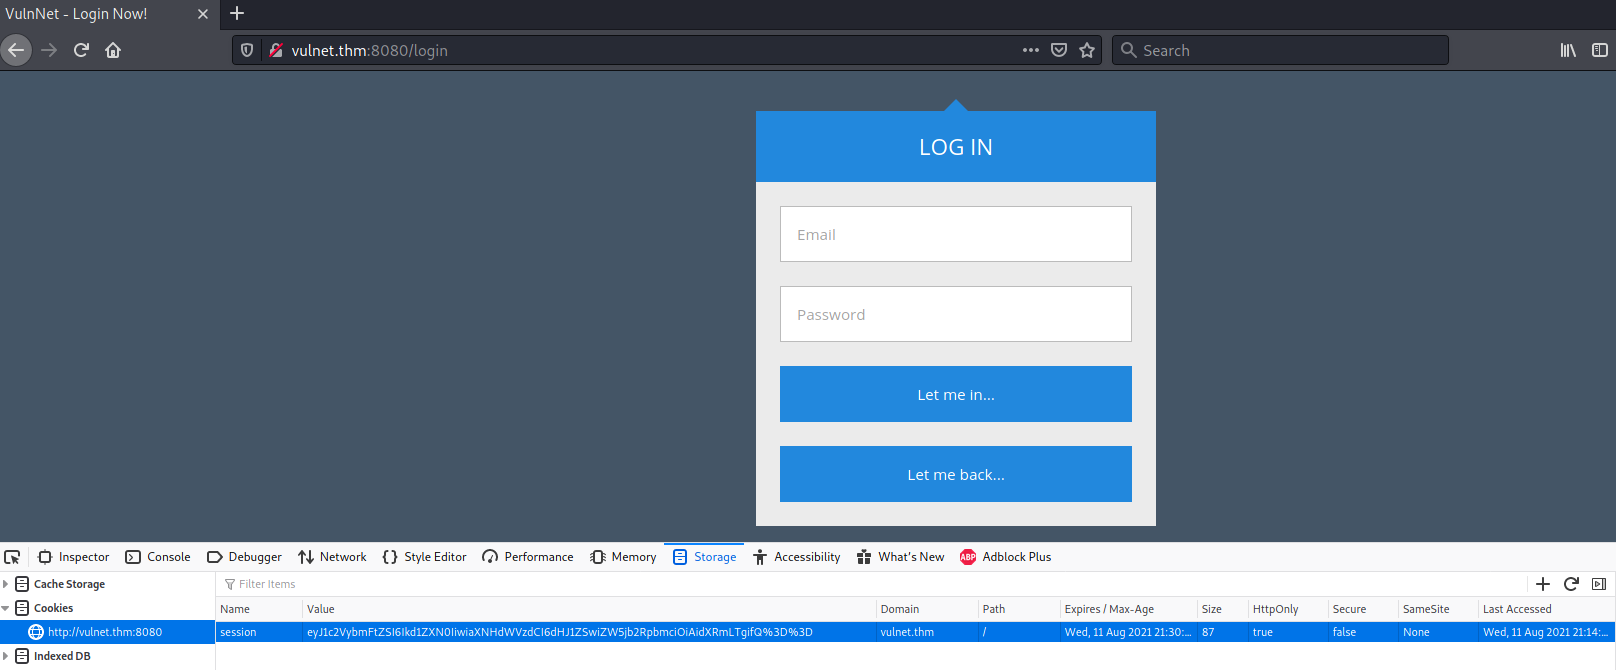 VulnNet - Login Now!
vulnet.thm:8080/login
Search
LOG IN
Email
Password
Let me in...
Let me back...
Inspector Console Debugger Network Style Editor Performance Memory Storage Accessibility What's New ABP Adblock Plus
Cache Storage
Filter Items
Cookies
Name Value Domain Path Expires / Max-Age Size HttpOnly Secure SameSite Last Accessed
http://vulnet.thm:8080
session eyJ1c2VybmFtZSI6Ikd1ZXN0IiwiaXNHdWVzdCI6dHJ1ZSwiZW5jb2RpbmciOiAidXRmLTgifQ%3D%3D vulnet.thm / Wed, 11 Aug 2021 21:30:... 87 true false None Wed, 11 Aug 2021 21:14:...
Indexed DB